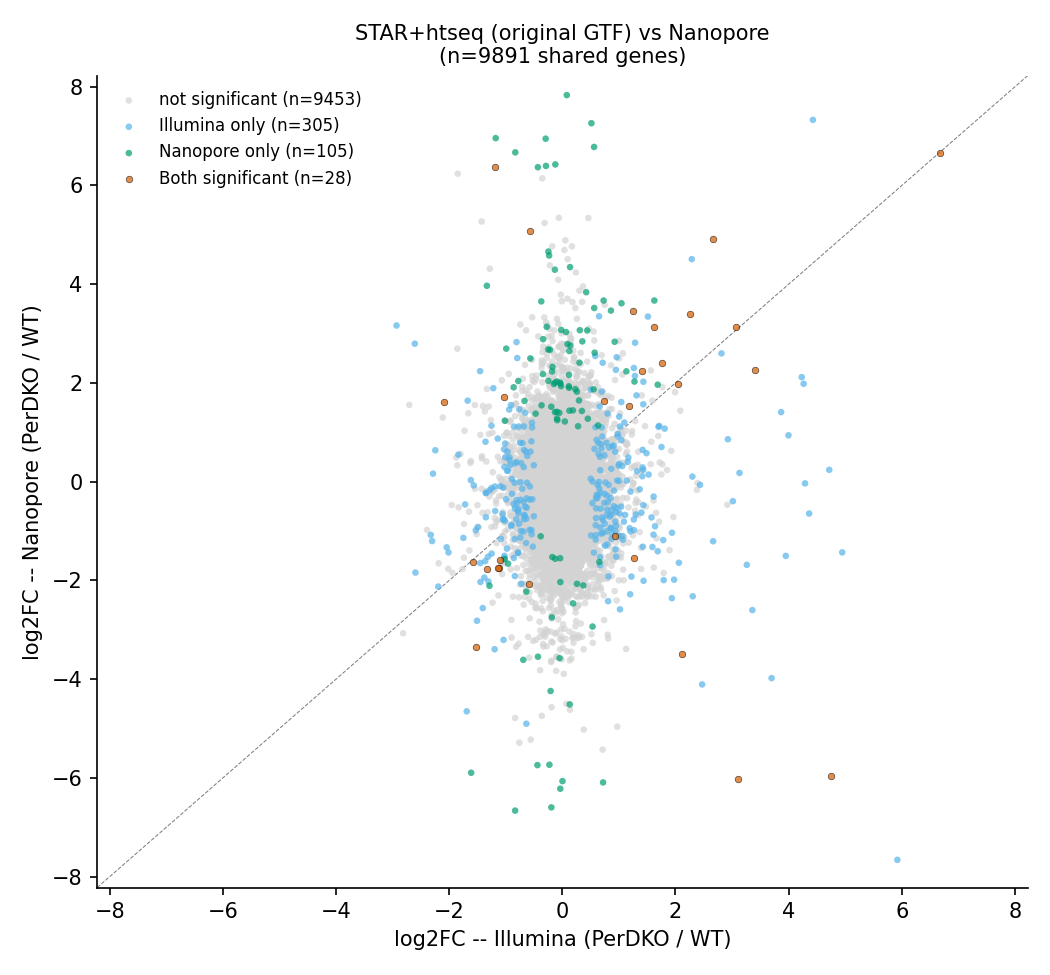 STAR+htseq (original GTF) vs Nanopore
(n=9891 shared genes)
not significant (n=9453)
Illumina only (n=305)
Nanopore only (n=105)
Both significant (n=28)
log2FC -- Nanopore (PerDKO / WT)
8
6
4
2
0
−2
−4
−6
−8
−8
−6
−4
−2
0
2
4
6
8
log2FC -- Illumina (PerDKO / WT)